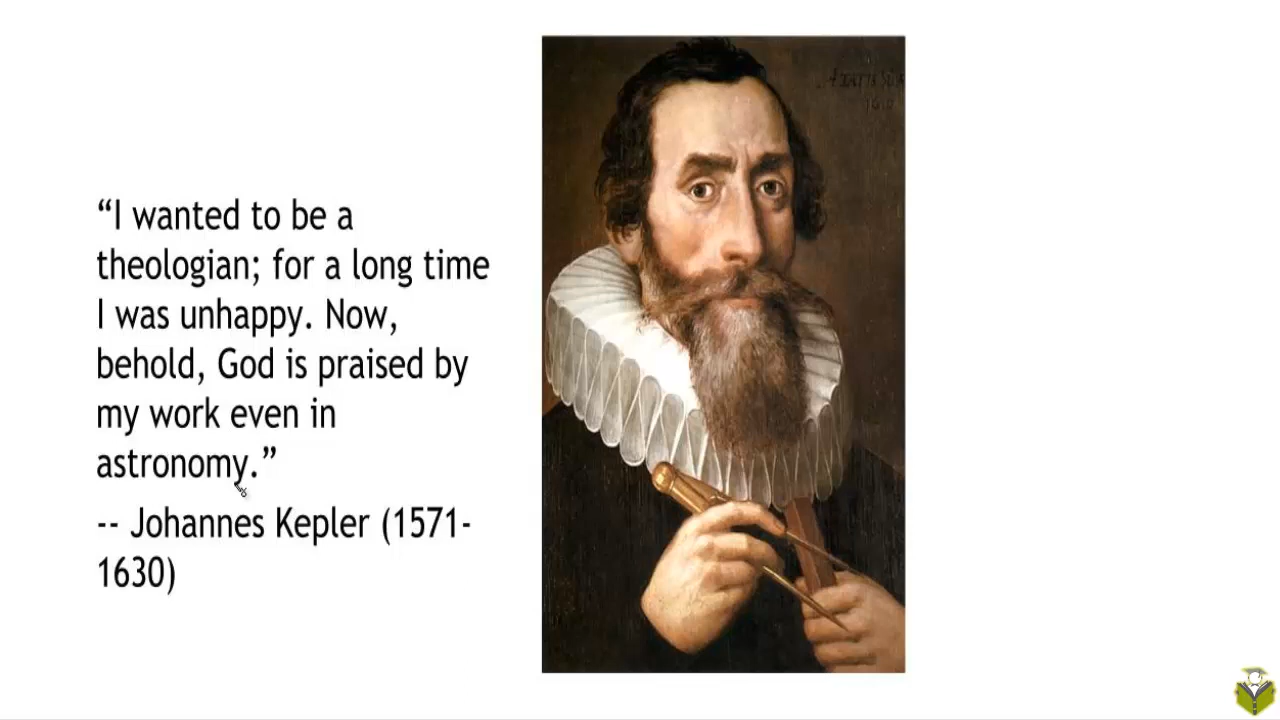 “I wanted to be a
theologian; for a long time
I was unhappy. Now,
behold, God is praised by
my work even in
astronomy.”
-- Johannes Kepler (1571-
1630)